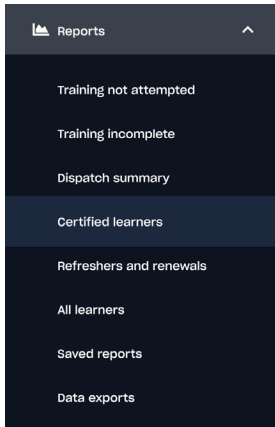 Reports
Training not attempted
Training incomplete
Dispatch summary
Certified learners
Refreshers and renewals
All learners
Saved reports
Data exports